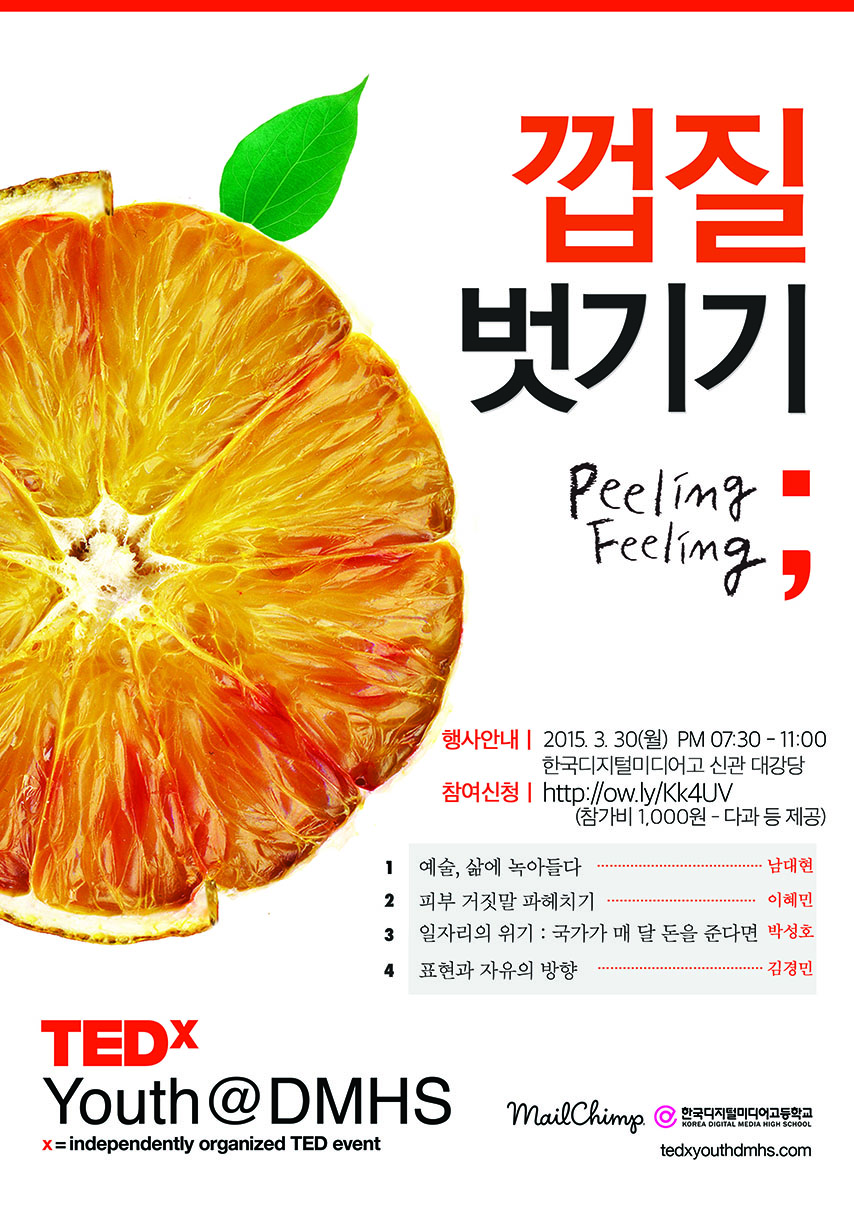 껍질
벗기기
Peeling
Feeling
;
행사안내 | 2015. 3. 30(월) PM 07:30 - 11:00
한국디지털미디어고 신관 대강당
참여신청 | http://ow.ly/Kk4UV
(참가비 1,000원 - 다과 등 제공)
1 예술, 삶에 녹아들다 남대현
2 피부 거짓말 파헤치기 이혜민
3 일자리의 위기 : 국가가 매 달 돈을 준다면 박성호
4 표현과 자유의 방향 김경민
TEDx
Youth@DMHS
x = independently organized TED event
MailChimp
한국디지털미디어고등학교
KOREA DIGITAL MEDIA HIGH SCHOOL
tedxyouthdmhs.com